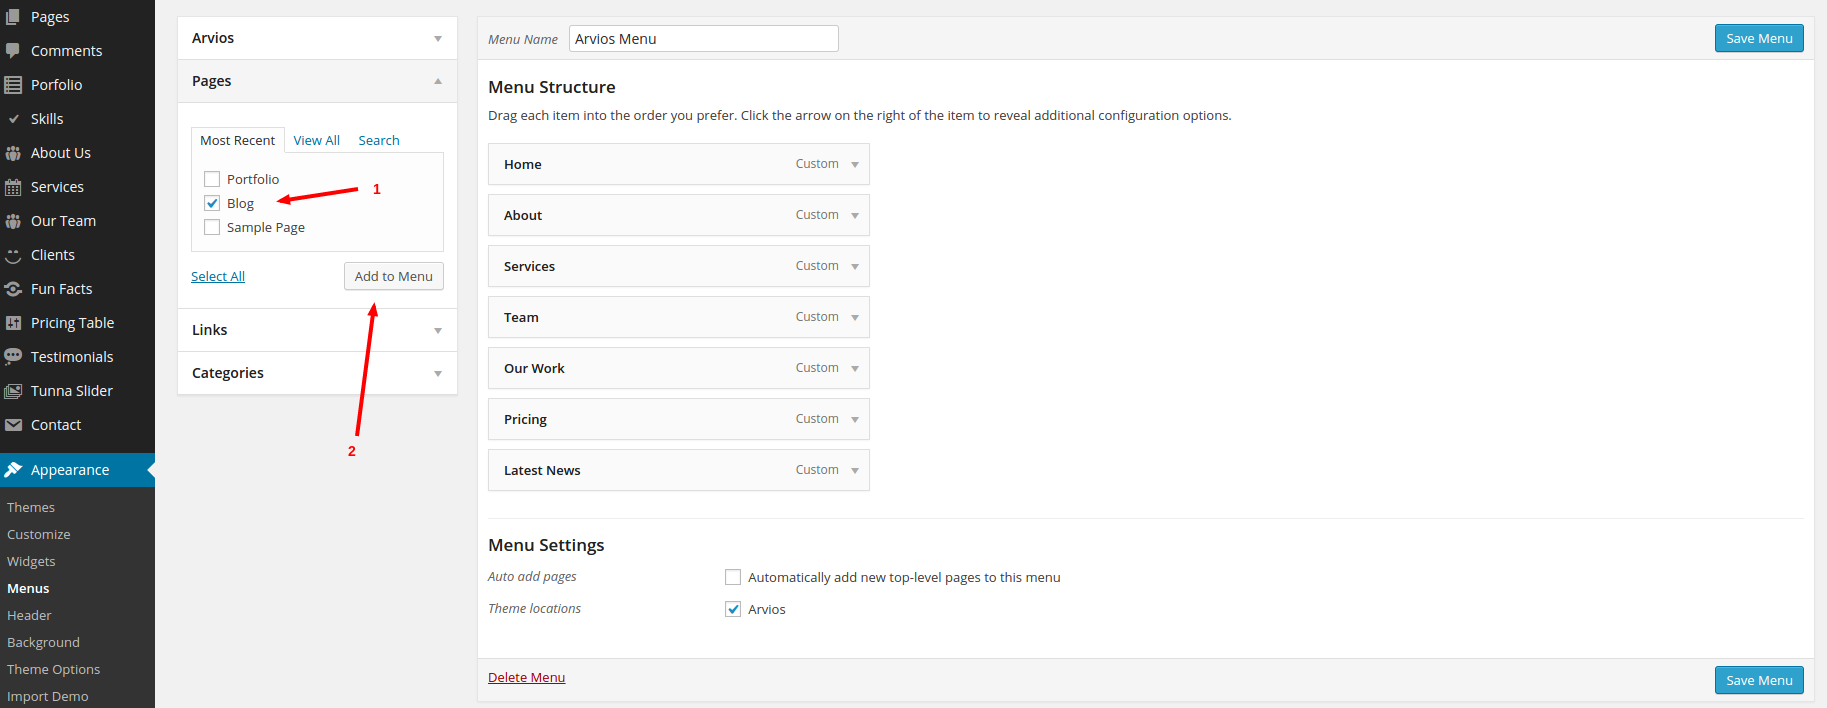 Pages
Comments
Porfolio
Skills
About Us
Services
Our Team
Clients
Fun Facts
Pricing Table
Testimonials
Tunna Slider
Contact
Appearance
Themes
Customize
Widgets
Menus
Header
Background
Theme Options
Import Demo
Arvios
Pages
Most Recent View All Search
Portfolio
Blog
1
Sample Page
Select All Add to Menu
Links
Categories
2
Menu Name Arvios Menu Save Menu
Menu Structure
Drag each item into the order you prefer. Click the arrow on the right of the item to reveal additional configuration options.
Home Custom
About Custom
Services Custom
Team Custom
Our Work Custom
Pricing Custom
Latest News Custom
Menu Settings
Auto add pages Automatically add new top-level pages to this menu
Theme locations Arvios
Delete Menu Save Menu